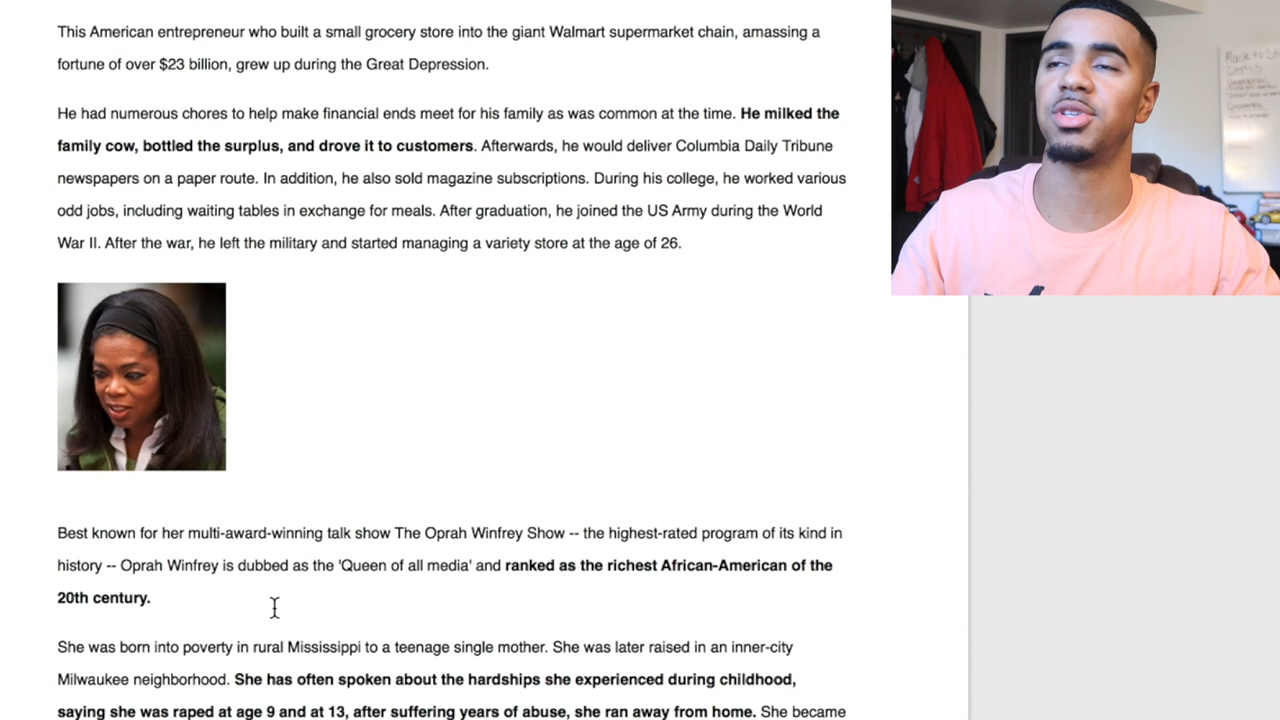 This American entrepreneur who built a small grocery store into the giant Walmart supermarket chain, amassing a
fortune of over $23 billion, grew up during the Great Depression.
He had numerous chores to help make financial ends meet for his family as was common at the time. He milked the
family cow, bottled the surplus, and drove it to customers. Afterwards, he would deliver Columbia Daily Tribune
newspapers on a paper route. In addition, he also sold magazine subscriptions. During his college, he worked various
odd jobs, including waiting tables in exchange for meals. After graduation, he joined the US Army during the World
War II. After the war, he left the military and started managing a variety store at the age of 26.
Best known for her multi-award-winning talk show The Oprah Winfrey Show -- the highest-rated program of its kind in
history -- Oprah Winfrey is dubbed as the 'Queen of all media' and ranked as the richest African-American of the
20th century.
She was born into poverty in rural Mississippi to a teenage single mother. She was later raised in an inner-city
Milwaukee neighborhood. She has often spoken about the hardships she experienced during childhood,
saying she was raped at age 9 and at 13, after suffering years of abuse, she ran away from home. She became